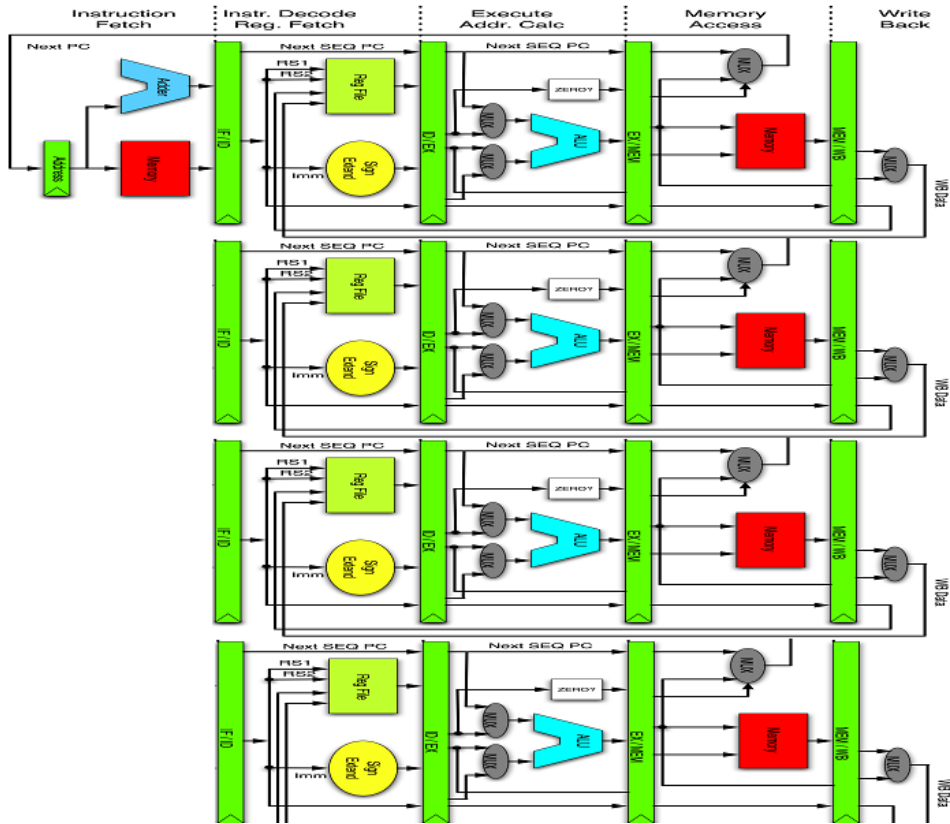 Instruction Fetch
Instr. Decode Reg. Fetch
Execute Addr. Calc
Memory Access
Write Back
Next PC
Next SEQ PC
Next SEQ PC
RS1
RS2
Imm
Adder
Address
Memory
IF / ID
Reg File
Sign Extend
ID / EX
MUX
MUX
ZERO?
ALU
EX / MEM
MUX
Memory
MEM / WB
MUX
WB Data
Next SEQ PC
Next SEQ PC
RS1
RS2
Imm
IF / ID
Reg File
Sign Extend
ID / EX
MUX
MUX
ZERO?
ALU
EX / MEM
MUX
Memory
MEM / WB
MUX
WB Data
Next SEQ PC
Next SEQ PC
RS1
RS2
Imm
IF / ID
Reg File
Sign Extend
ID / EX
MUX
MUX
ZERO?
ALU
EX / MEM
MUX
Memory
MEM / WB
MUX
WB Data
Next SEQ PC
Next SEQ PC
RS1
RS2
Imm
IF / ID
Reg File
Sign Extend
ID / EX
MUX
MUX
ZERO?
ALU
EX / MEM
MUX
Memory
MEM / WB
MUX
WB Data